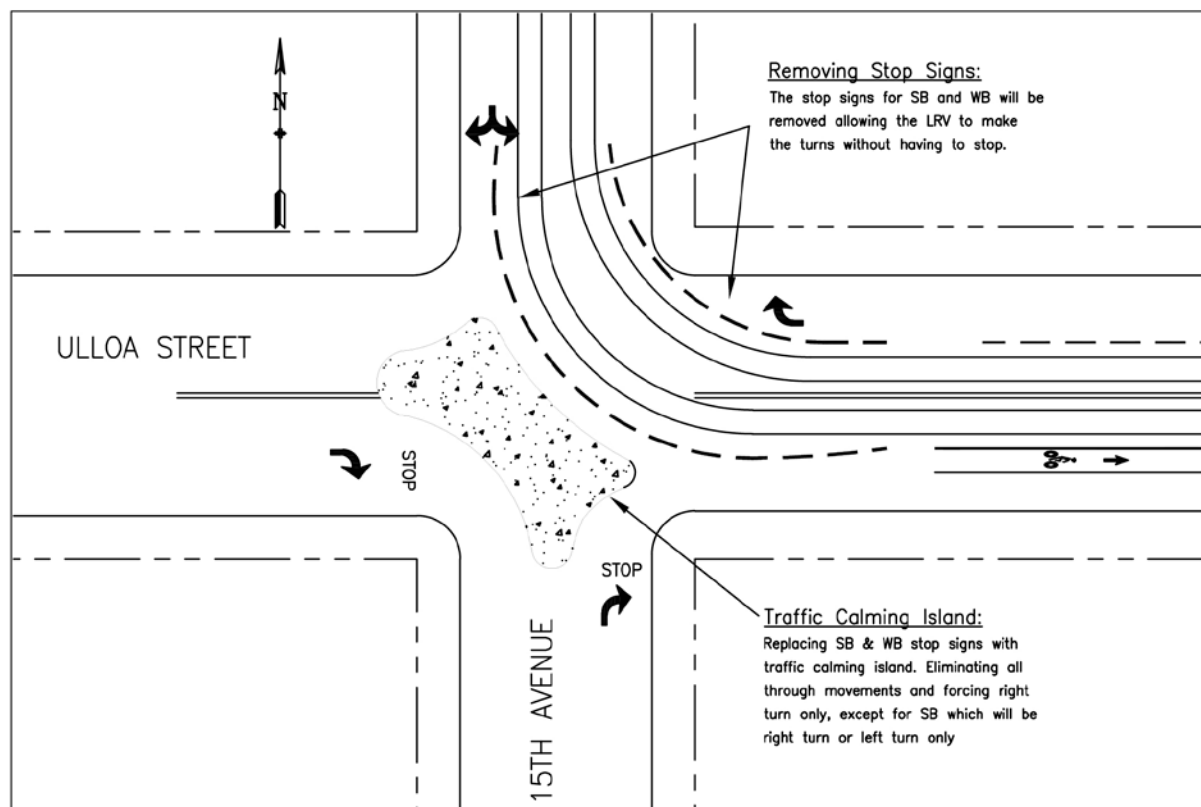 N
Removing Stop Signs:
The stop signs for SB and WB will be
removed allowing the LRV to make
the turns without having to stop.
ULLOA STREET
STOP
STOP
15TH AVENUE
Traffic Calming Island:
Replacing SB & WB stop signs with
traffic calming island. Eliminating all
through movements and forcing right
turn only, except for SB which will be
right turn or left turn only